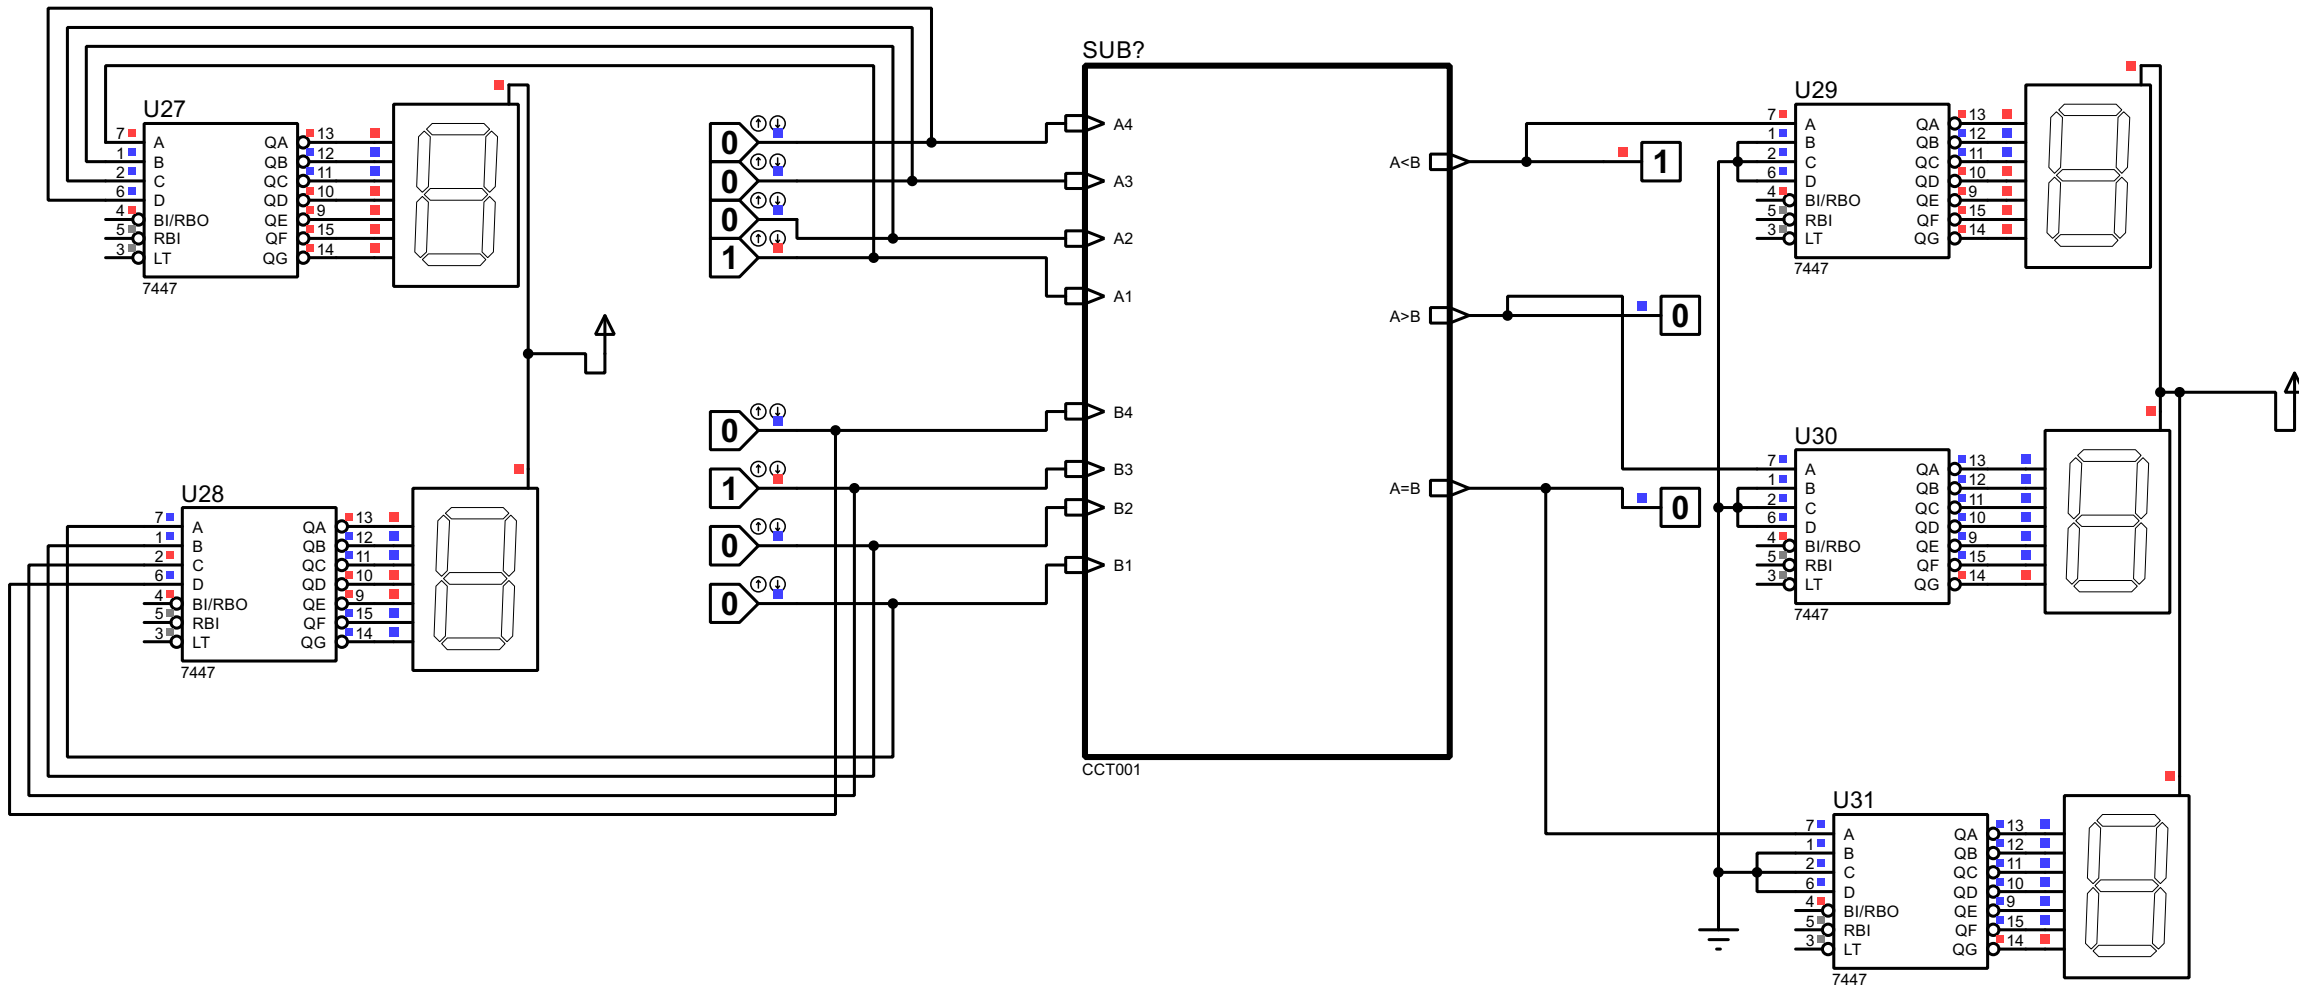 SUB?
A4
A3
A2
A1
B4
B3
B2
B1
A<B
A>B
A=B
CCT001
0
0
0
1
0
1
0
0
1
0
0
U27
7 A QA 13
1 B QB 12
2 C QC 11
6 D QD 10
4 BI/RBO QE 9
5 RBI QF 15
3 LT QG 14
7447
U28
7 A QA 13
1 B QB 12
2 C QC 11
6 D QD 10
4 BI/RBO QE 9
5 RBI QF 15
3 LT QG 14
7447
U29
7 A QA 13
1 B QB 12
2 C QC 11
6 D QD 10
4 BI/RBO QE 9
5 RBI QF 15
3 LT QG 14
7447
U30
7 A QA 13
1 B QB 12
2 C QC 11
6 D QD 10
4 BI/RBO QE 9
5 RBI QF 15
3 LT QG 14
7447
U31
7 A QA 13
1 B QB 12
2 C QC 11
6 D QD 10
4 BI/RBO QE 9
5 RBI QF 15
3 LT QG 14
7447